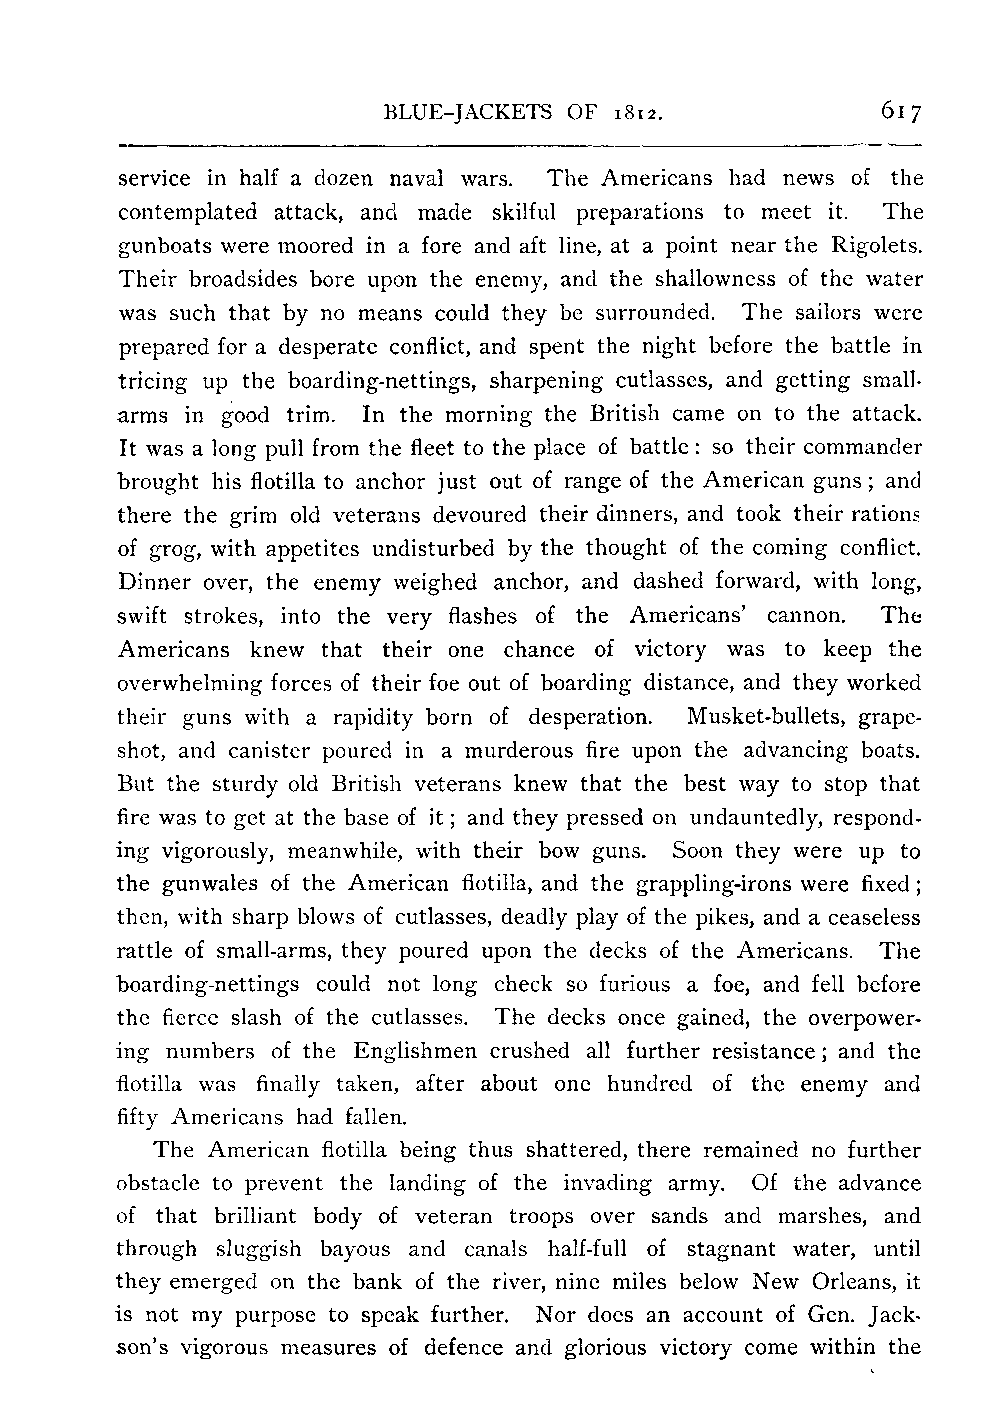 BLUE-JACKETS OF 1812. 617
service in half a dozen naval wars. The Americans had news of the
contemplated attack, and made skilful preparations to meet it. The
gunboats were moored in a fore and aft line, at a point near the Rigolets.
Their broadsides bore upon the enemy, and the shallowness of the water
was such that by no means could they be surrounded. The sailors were
prepared for a desperate conflict, and spent the night before the battle in
tricing up the boarding-nettings, sharpening cutlasses, and getting small-
arms in good trim. In the morning the British came on to the attack.
It was a long pull from the fleet to the place of battle: so their commander
brought his flotilla to anchor just out of range of the American guns; and
there the grim old veterans devoured their dinners, and took their rations
of grog, with appetites undisturbed by the thought of the coming conflict.
Dinner over, the enemy weighed anchor, and dashed forward, with long,
swift strokes, into the very flashes of the Americans' cannon. The
Americans knew that their one chance of victory was to keep the
overwhelming forces of their foe out of boarding distance, and they worked
their guns with a rapidity born of desperation. Musket-bullets, grape-
shot, and canister poured in a murderous fire upon the advancing boats.
But the sturdy old British veterans knew that the best way to stop that
fire was to get at the base of it; and they pressed on undauntedly, respond-
ing vigorously, meanwhile, with their bow guns. Soon they were up to
the gunwales of the American flotilla, and the grappling-irons were fixed;
then, with sharp blows of cutlasses, deadly play of the pikes, and a ceaseless
rattle of small-arms, they poured upon the decks of the Americans. The
boarding-nettings could not long check so furious a foe, and fell before
the fierce slash of the cutlasses. The decks once gained, the overpower-
ing numbers of the Englishmen crushed all further resistance; and the
flotilla was finally taken, after about one hundred of the enemy and
fifty Americans had fallen.
The American flotilla being thus shattered, there remained no further
obstacle to prevent the landing of the invading army. Of the advance
of that brilliant body of veteran troops over sands and marshes, and
through sluggish bayous and canals half-full of stagnant water, until
they emerged on the bank of the river, nine miles below New Orleans, it
is not my purpose to speak further. Nor does an account of Gen. Jack-
son's vigorous measures of defence and glorious victory come within the